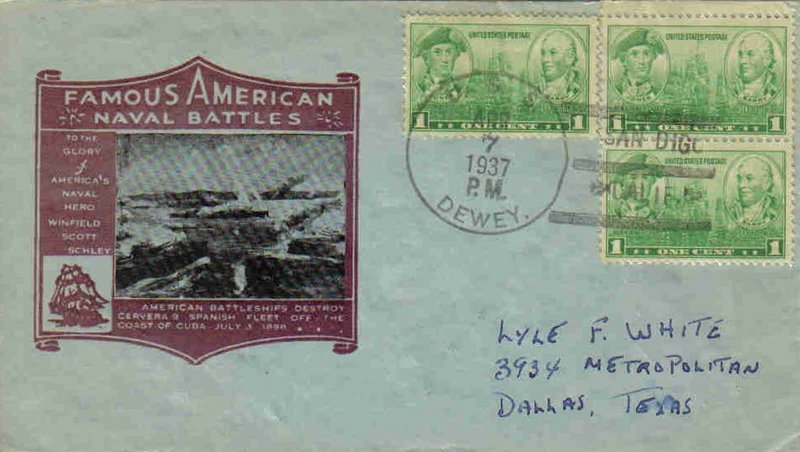 FAMOUS AMERICAN
NAVAL BATTLES
TO THE
GLORY
of
AMERICA'S
NAVAL
HERO
WINFIELD
SCOTT
SCHLEY
AMERICAN BATTLESHIPS DESTROY
CERVERA'S SPANISH FLEET OFF THE
COAST OF CUBA JULY 3, 1898
UNITED STATES POSTAGE
1 ONE CENT 1
UNITED STATES POSTAGE
1 ONE CENT 1
UNITED STATES POSTAGE
1 ONE CENT 1
7
1937
P.M.
DEWEY.
SAN DIGO
CALIF
LYLE F. WHITE
3934 METROPOLITAN
DALLAS, TEXAS